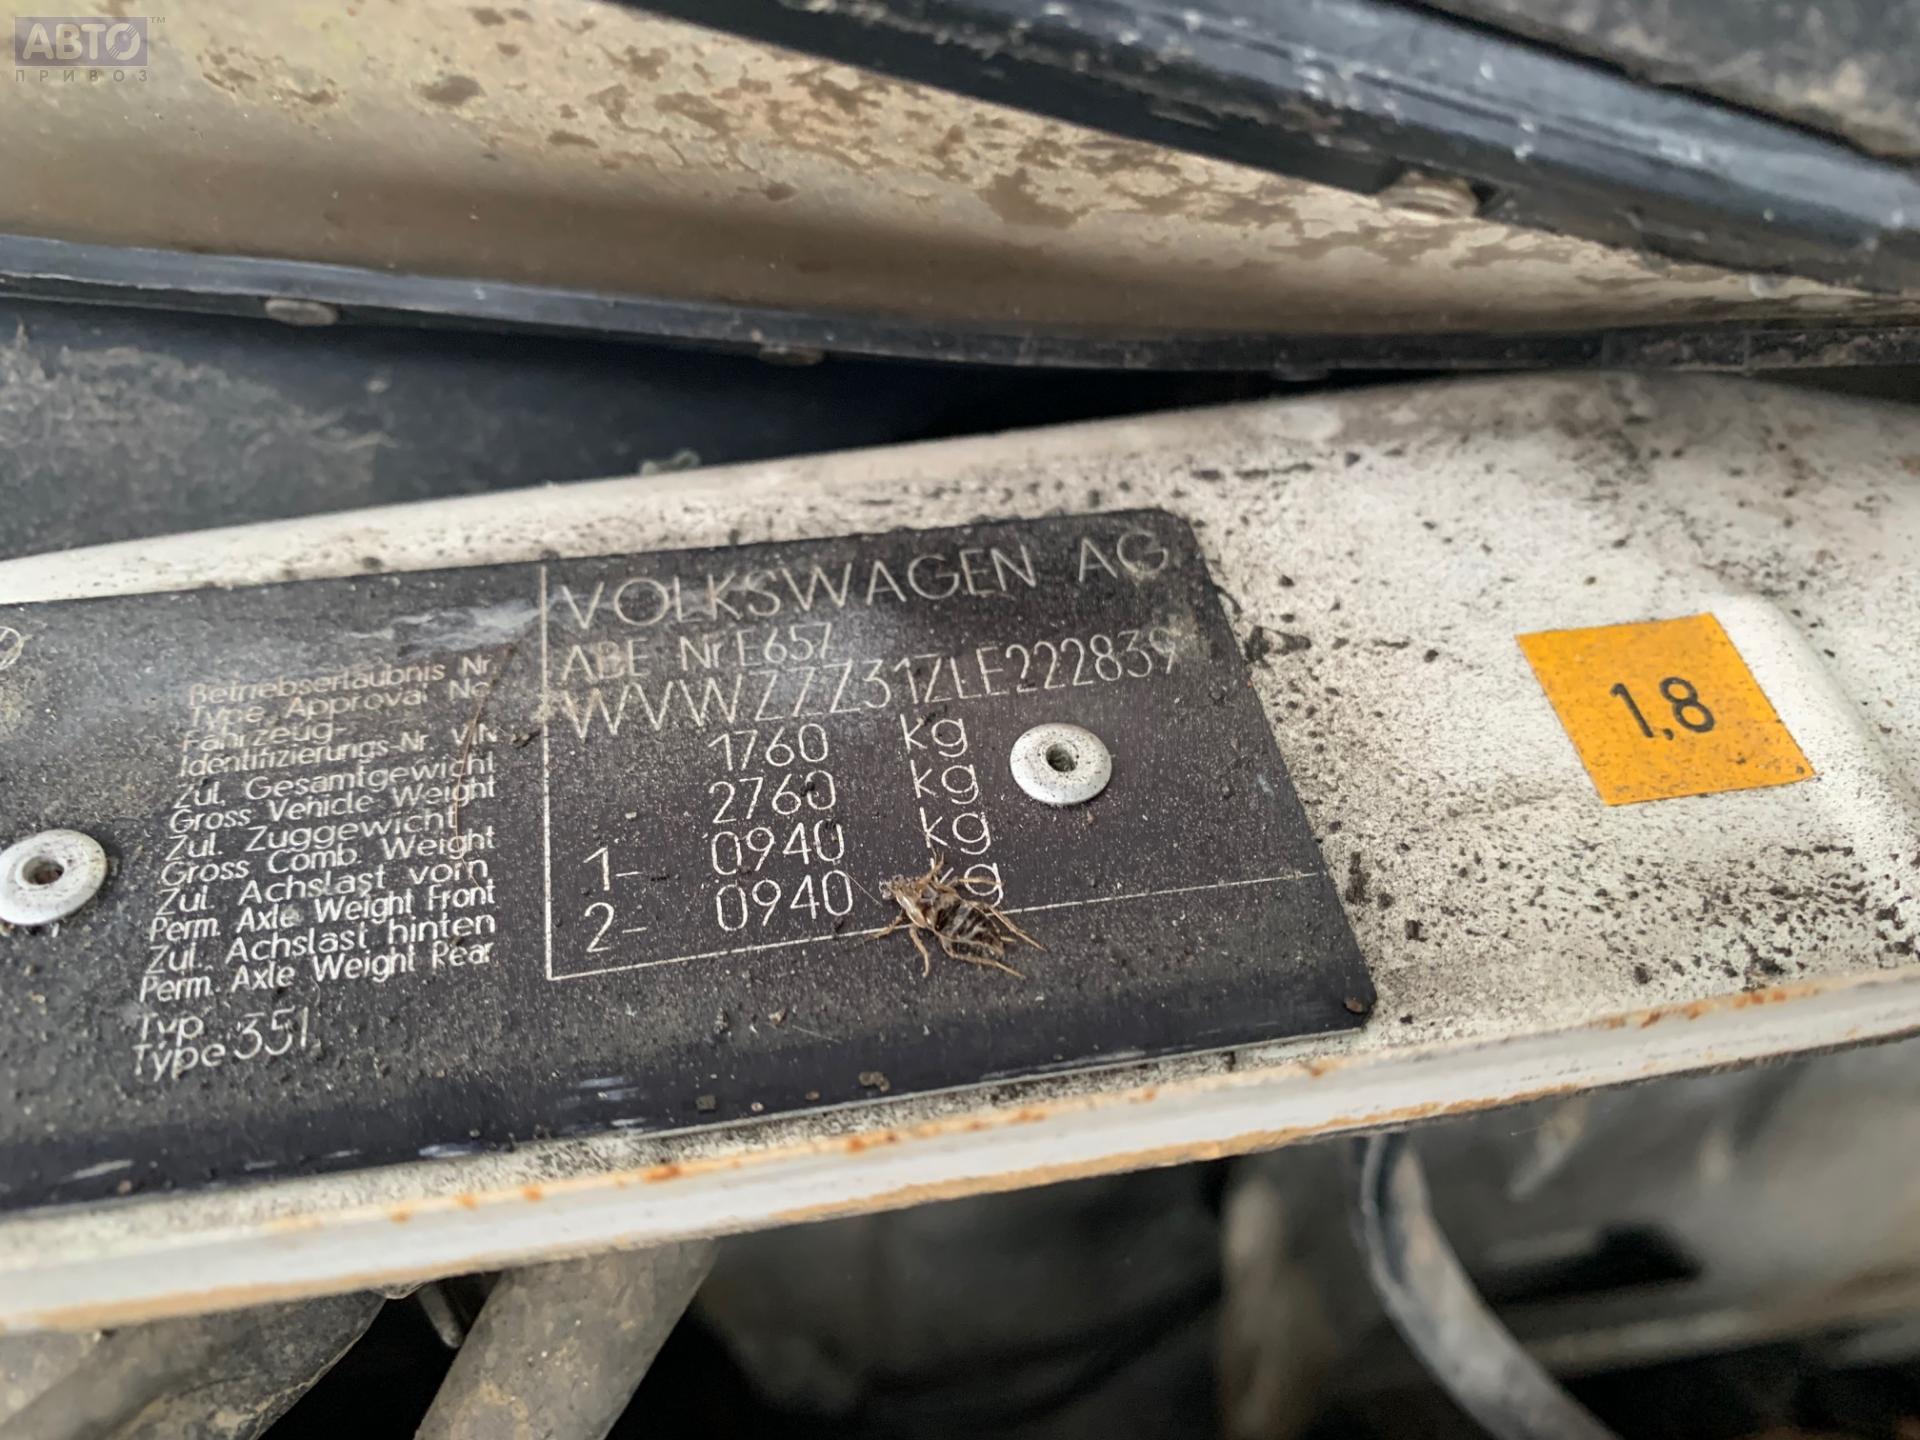 АВТО™
ПРИВОЗ
VOLKSWAGEN AG
Betriebserlaubnis Nr.
Type Approval No.
ABE Nr E657
Fahrzeug-
Identifizierungs-Nr. VIN
WVWZZZ31ZLE222839
Zul. Gesamtgewicht
Gross Vehicle Weight
1760 kg
Zul. Zuggewicht
Gross Comb. Weight
2760 kg
Zul. Achslast vorn
Perm. Axle Weight Front
1- 0940 kg
Zul. Achslast hinten
Perm. Axle Weight Rear
2- 0940 kg
Typ
Type 351
1,8